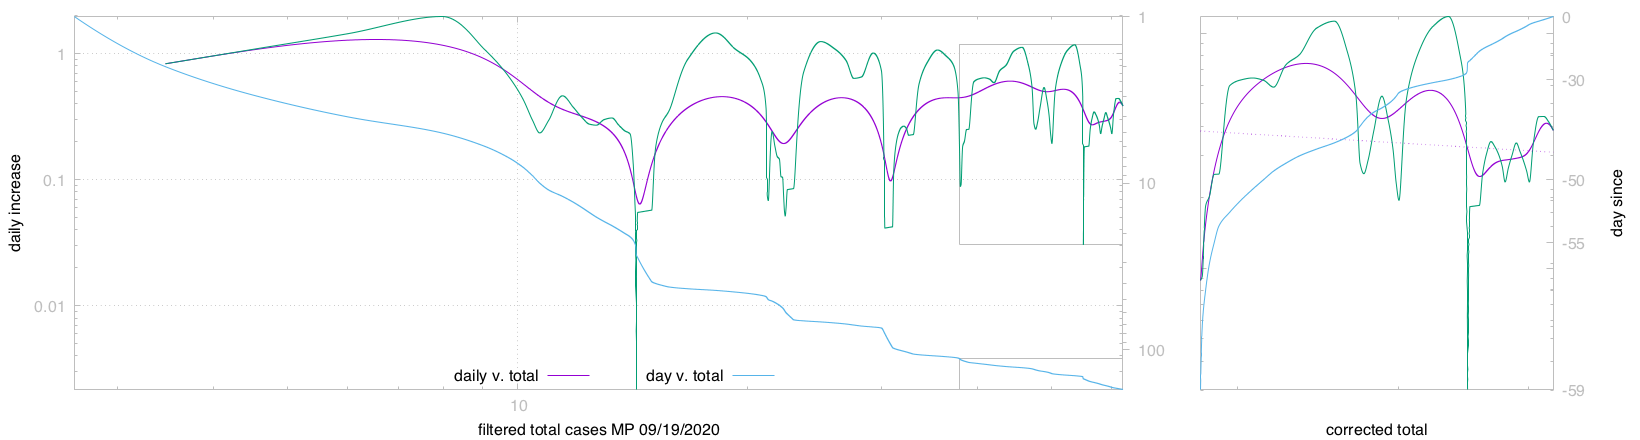 1
0.1
0.01
daily increase
10
filtered total cases MP 09/19/2020
daily v. total
day v. total
1
10
100
0
-30
-50
-55
-59
day since
corrected total